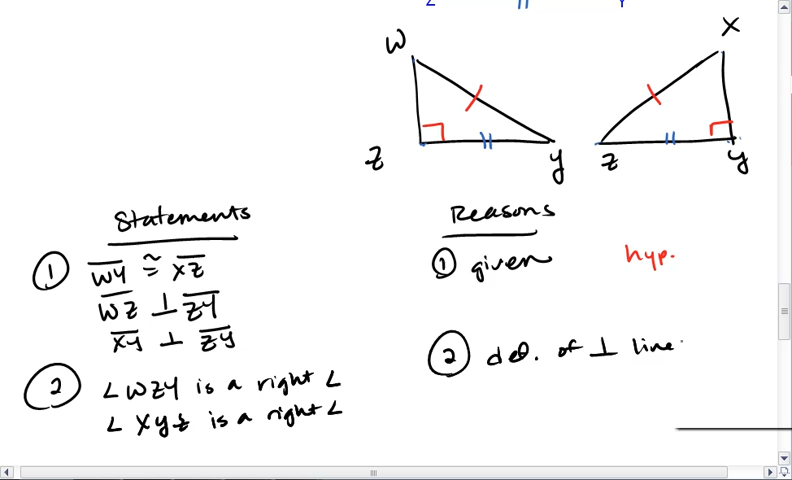 Z Y
W X
Z Y Z Y
Statements Reasons
① WY ≅ XZ ① given hyp.
WZ ⊥ ZY
XY ⊥ ZY
② ∠WZY is a right ∠ ② def. of ⊥ line
∠XYZ is a right ∠